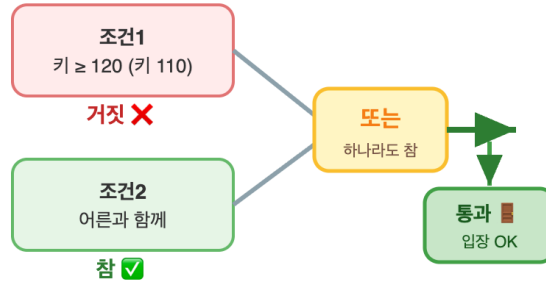 조건1
키 ≥ 120 (키 110)
거짓 ❌
조건2
어른과 함께
참 ✅
또는
하나라도 참
통과 🚪
입장 OK